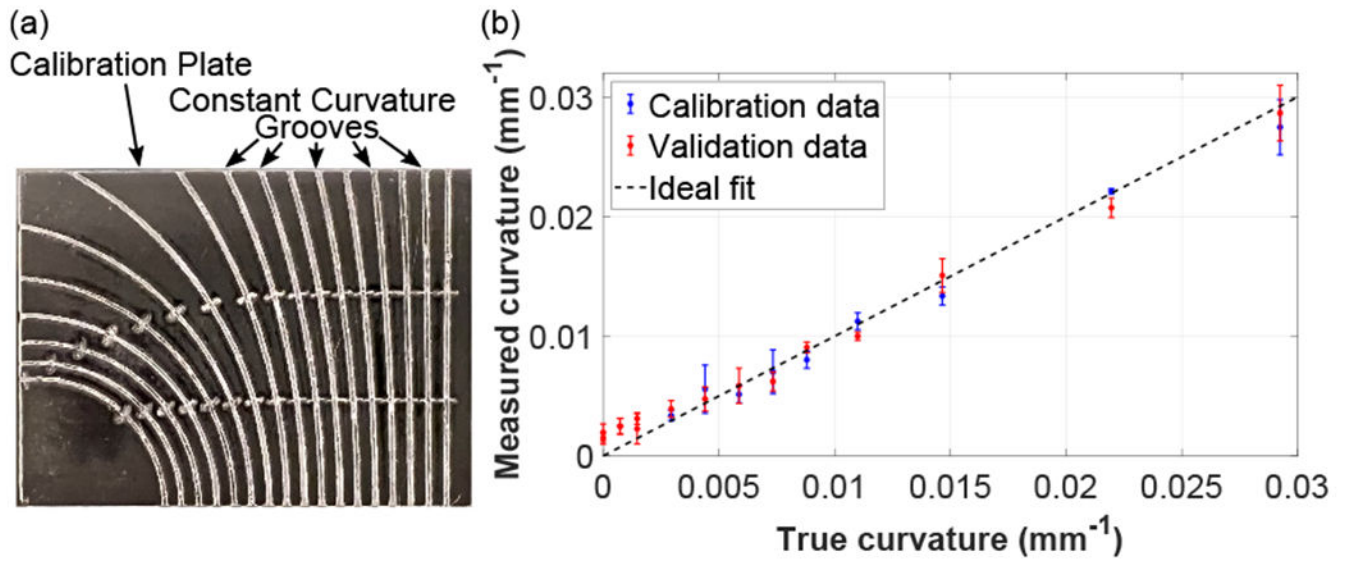 (a)
Calibration Plate
Constant Curvature
Grooves
(b)
Measured curvature (mm⁻¹)
0.03
0.02
0.01
0
Calibration data
Validation data
Ideal fit
0 0.005 0.01 0.015 0.02 0.025 0.03
True curvature (mm⁻¹)